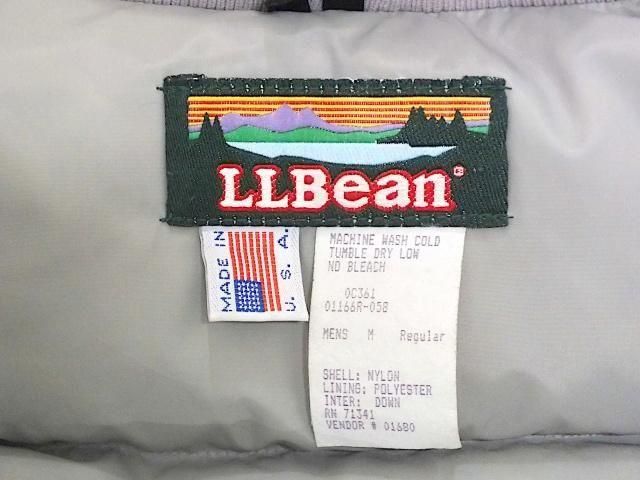 LLBean®
MADE IN
U. S. A.
MACHINE WASH COLD
TUMBLE DRY LOW
NO BLEACH
0C361
01166R-058
MENS M Regular
SHELL: NYLON
LINING: POLYESTER
INTER: DOWN
RN 71341
VENDOR # 01680